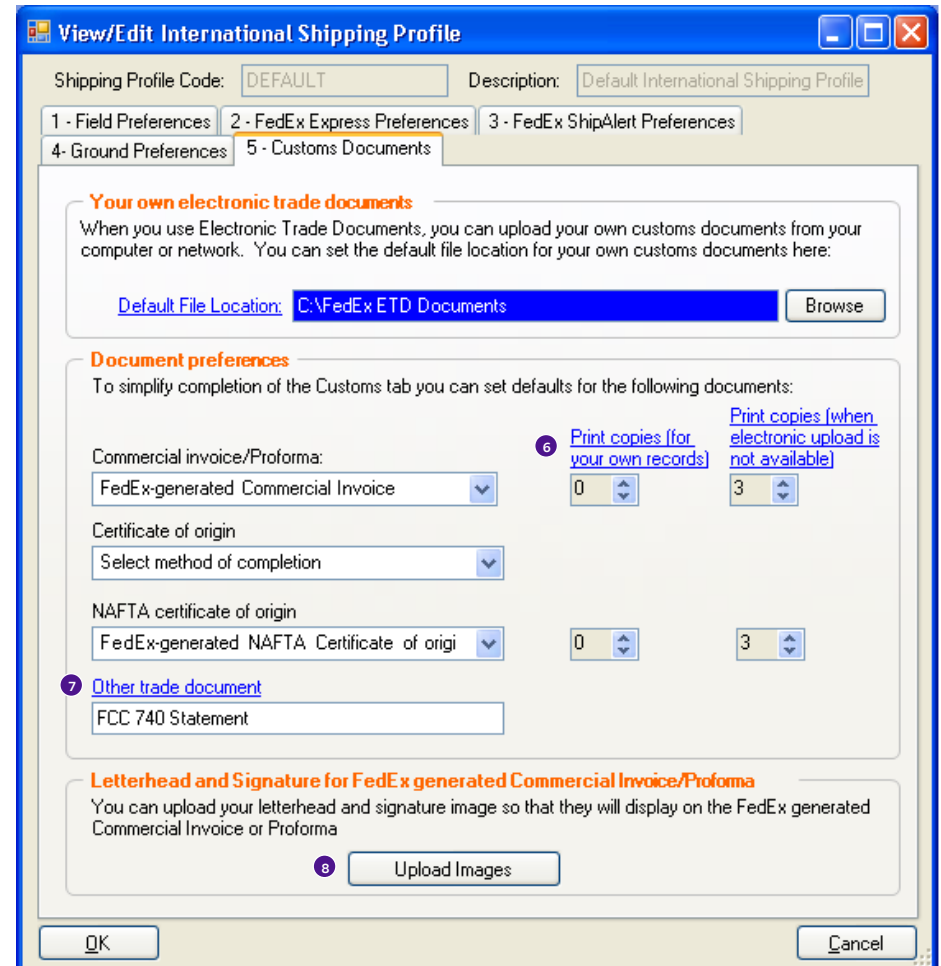 View/Edit International Shipping Profile
Shipping Profile Code: DEFAULT Description: Default International Shipping Profile
1 - Field Preferences 2 - FedEx Express Preferences 3 - FedEx ShipAlert Preferences
4- Ground Preferences 5 - Customs Documents
Your own electronic trade documents
When you use Electronic Trade Documents, you can upload your own customs documents from your
computer or network. You can set the default file location for your own customs documents here:
Default File Location: C:\FedEx ETD Documents Browse
Document preferences
To simplify completion of the Customs tab you can set defaults for the following documents:
6 Print copies (for
your own records)
Print copies (when
electronic upload is
not available)
Commercial invoice/Proforma:
FedEx-generated Commercial Invoice 0 3
Certificate of origin
Select method of completion
NAFTA certificate of origin
FedEx-generated NAFTA Certificate of origi 0 3
7 Other trade document
FCC 740 Statement
Letterhead and Signature for FedEx generated Commercial Invoice/Proforma
You can upload your letterhead and signature image so that they will display on the FedEx generated
Commercial Invoice or Proforma
8 Upload Images
OK Cancel